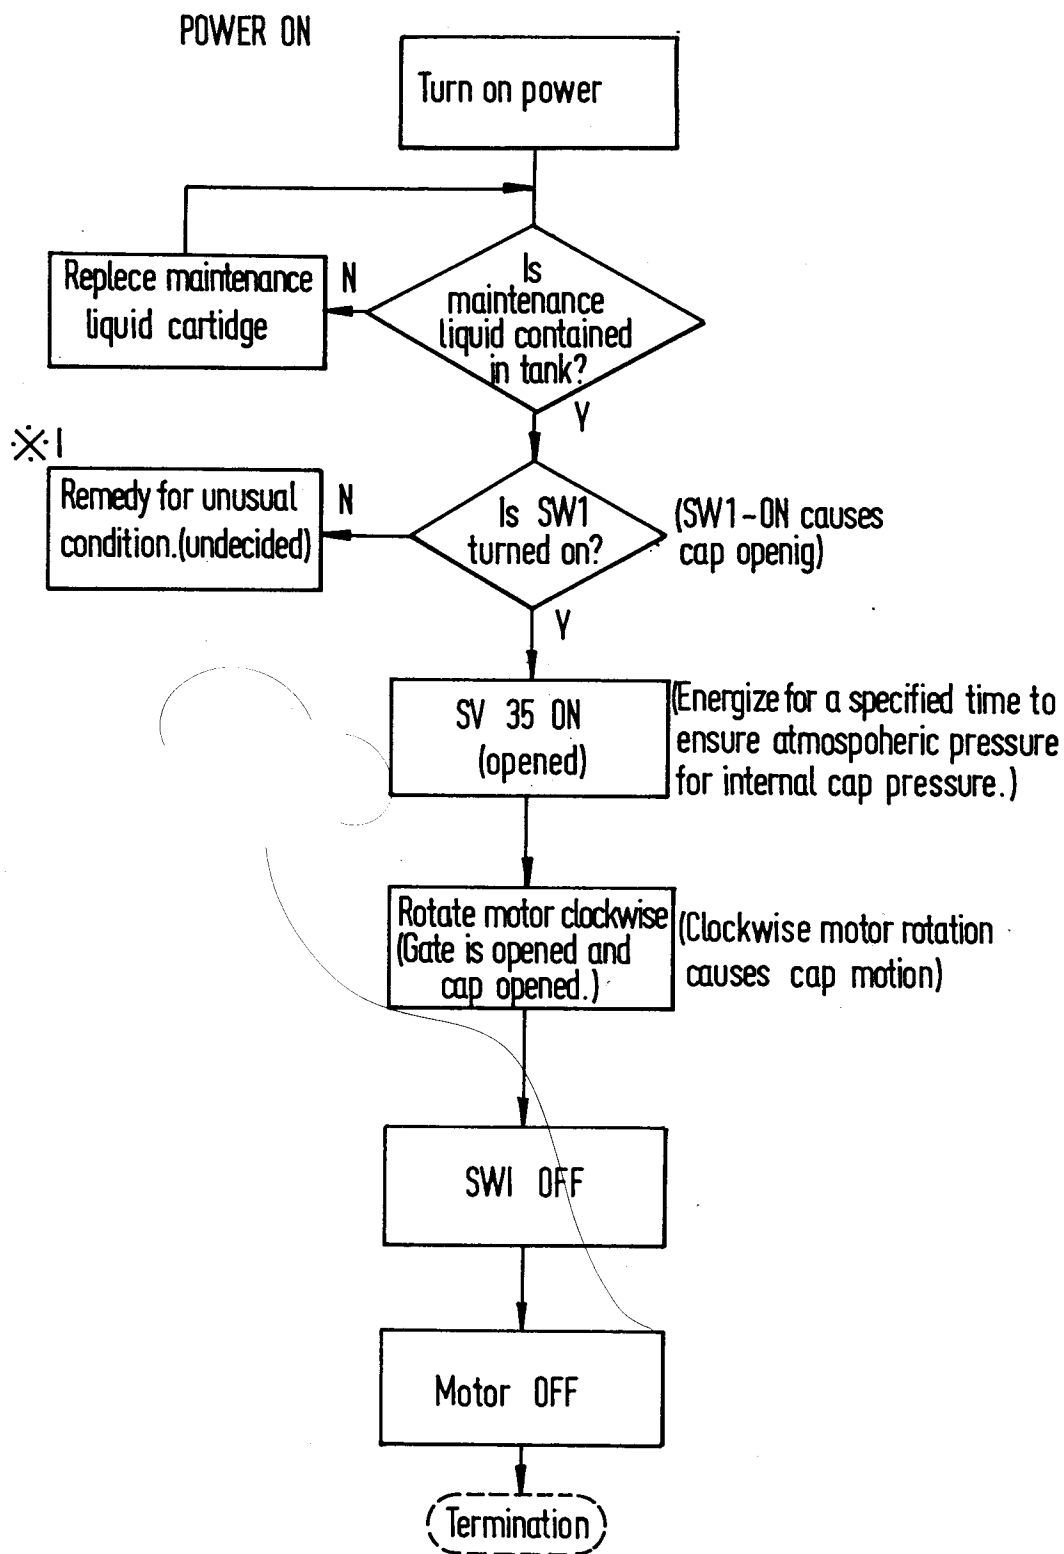 POWER ON
Turn on power
Is
maintenance
liquid contained
in tank?
N
Replece maintenance
liquid cartidge
Y
※1
Is SW1
turned on?
(SW1-ON causes
cap openig)
N
Remedy for unusual
condition.(undecided)
Y
SV 35 ON
(opened)
(Energize for a specified time to
ensure atmospoheric pressure
for internal cap pressure.)
Rotate motor clockwise
(Gate is opened and
cap opened.)
(Clockwise motor rotation
causes cap motion)
SW1 OFF
Motor OFF
Termination